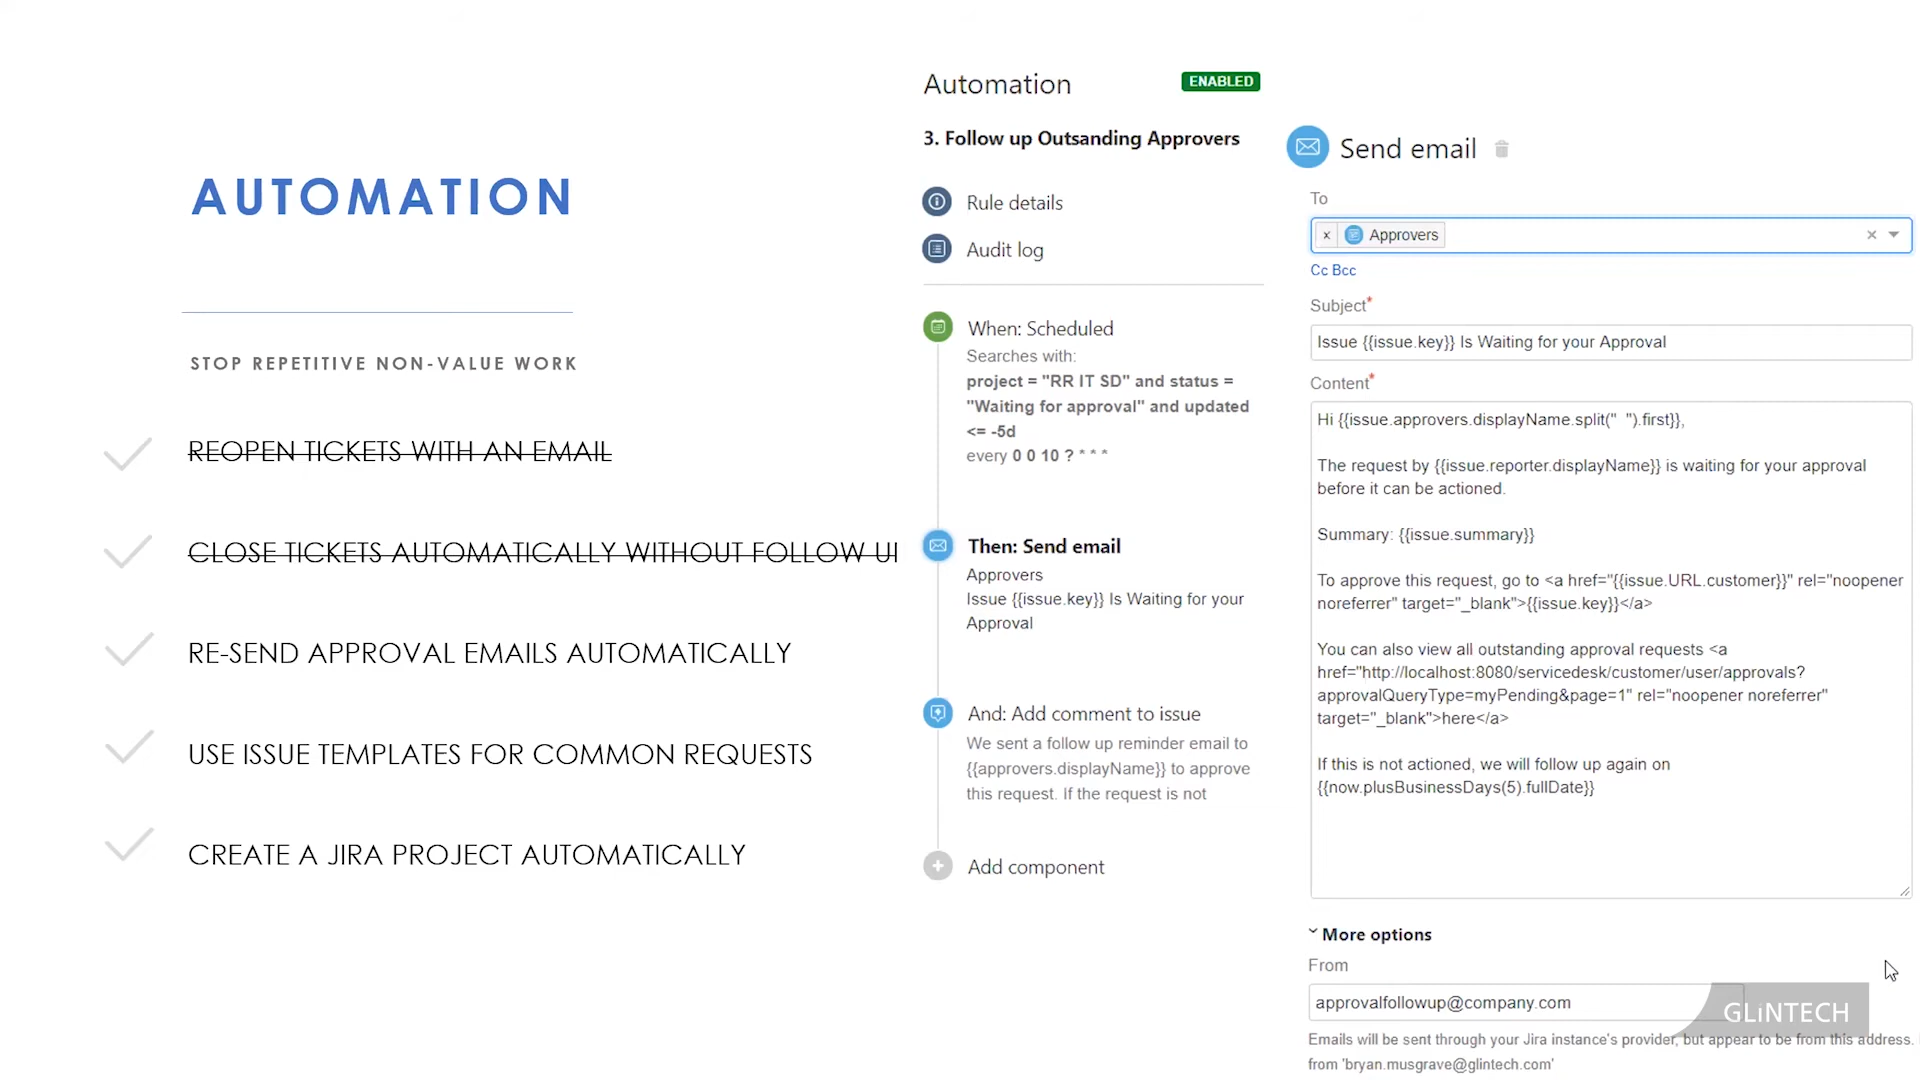 AUTOMATION
STOP REPETITIVE NON-VALUE WORK
REOPEN TICKETS WITH AN EMAIL
CLOSE TICKETS AUTOMATICALLY WITHOUT FOLLOW
RE-SEND APPROVAL EMAILS AUTOMATICALLY
USE ISSUE TEMPLATES FOR COMMON REQUESTS
CREATE A JIRA PROJECT AUTOMATICALLY
Automation
ENABLED
3. Follow up Outsanding Approvers
Rule details
Audit log
When: Scheduled
Searches with:
project = "RR IT SD" and status =
"Waiting for approval" and updated
<= -5d
every 0 0 10 ? * * *
Then: Send email
Approvers
Issue {{issue.key}} Is Waiting for your
Approval
And: Add comment to issue
We sent a follow up reminder email to
{{approvers.displayName}} to approve
this request. If the request is not
Add component
Send email
To
x Approvers
Cc Bcc
Subject*
Issue {{issue.key}} Is Waiting for your Approval
Content*
Hi {{issue.approvers.displayName.split("  ").first}},
The request by {{issue.reporter.displayName}} is waiting for your approval
before it can be actioned.
Summary: {{issue.summary}}
To approve this request, go to <a href="{{issue.URL.customer}}" rel="noopener
noreferrer" target="_blank">{{issue.key}}</a>
You can also view all outstanding approval requests <a
href="http://localhost:8080/servicedesk/customer/user/approvals?
approvalQueryType=myPending&page=1" rel="noopener noreferrer"
target="_blank">here</a>
If this is not actioned, we will follow up again on
{{now.plusBusinessDays(5).fullDate}}
More options
From
approvalfollowup@company.com
GLiNTECH
Emails will be sent through your Jira instance's provider, but appear to be from this address.
from 'bryan.musgrave@glintech.com'